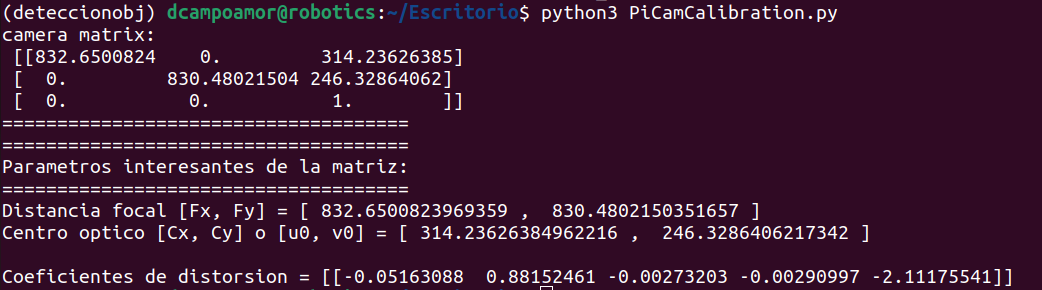 (deteccionobj) dcampoamor@robotics:~/Escritorio$ python3 PiCamCalibration.py
camera matrix:
 [[832.6500824    0.         314.23626385]
 [  0.         830.48021504 246.32864062]
 [  0.           0.           1.        ]]
=====================================
=====================================
Parametros interesantes de la matriz:
=====================================
Distancia focal [Fx, Fy] = [ 832.6500823969359 ,  830.4802150351657 ]
Centro optico [Cx, Cy] o [u0, v0] = [ 314.23626384962216 ,  246.3286406217342 ]
Coeficientes de distorsion = [[-0.05163088  0.88152461 -0.00273203 -0.00290997 -2.11175541]]